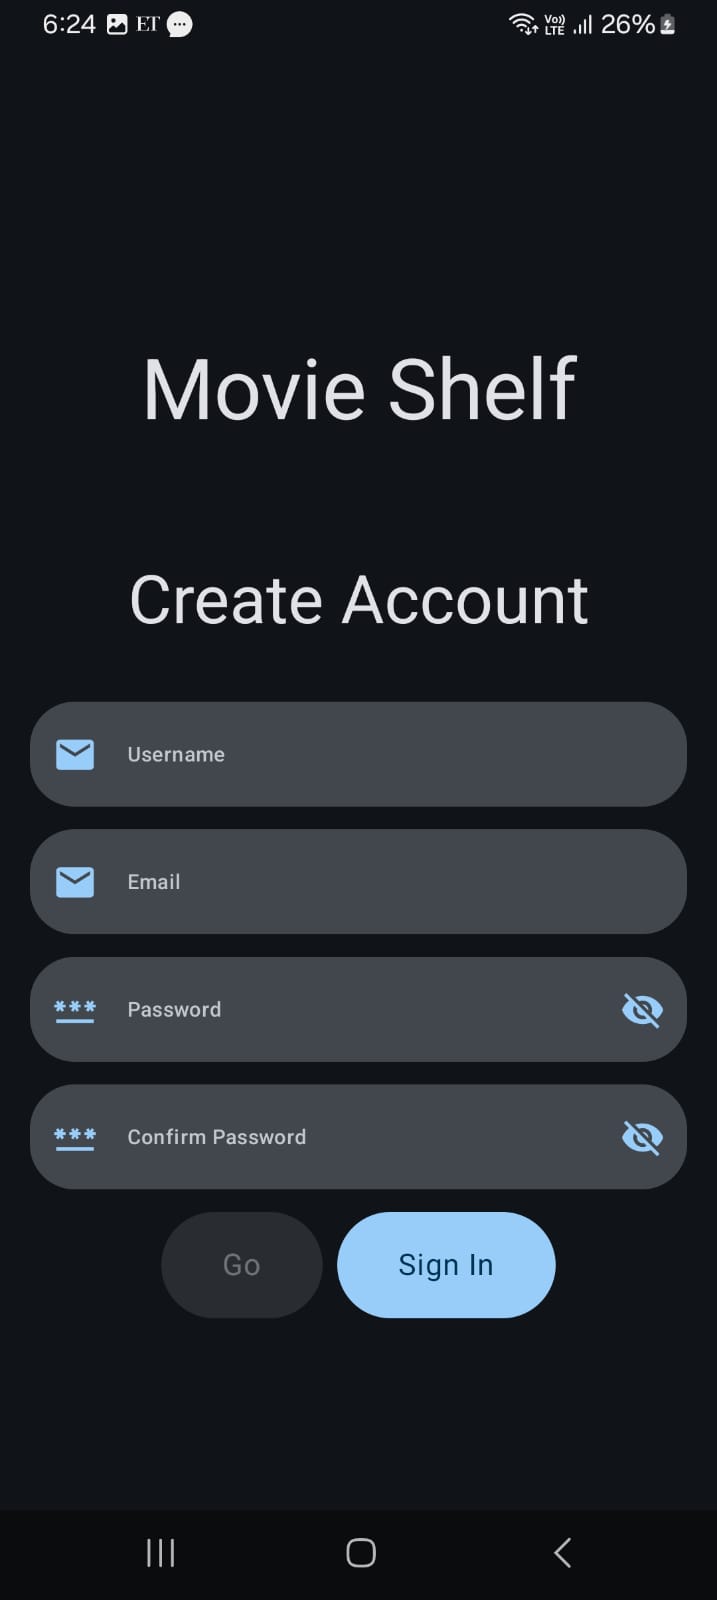 6:24 ET Vo)) LTE 26%
Movie Shelf
Create Account
Username
Email
*** Password
*** Confirm Password
Go Sign In